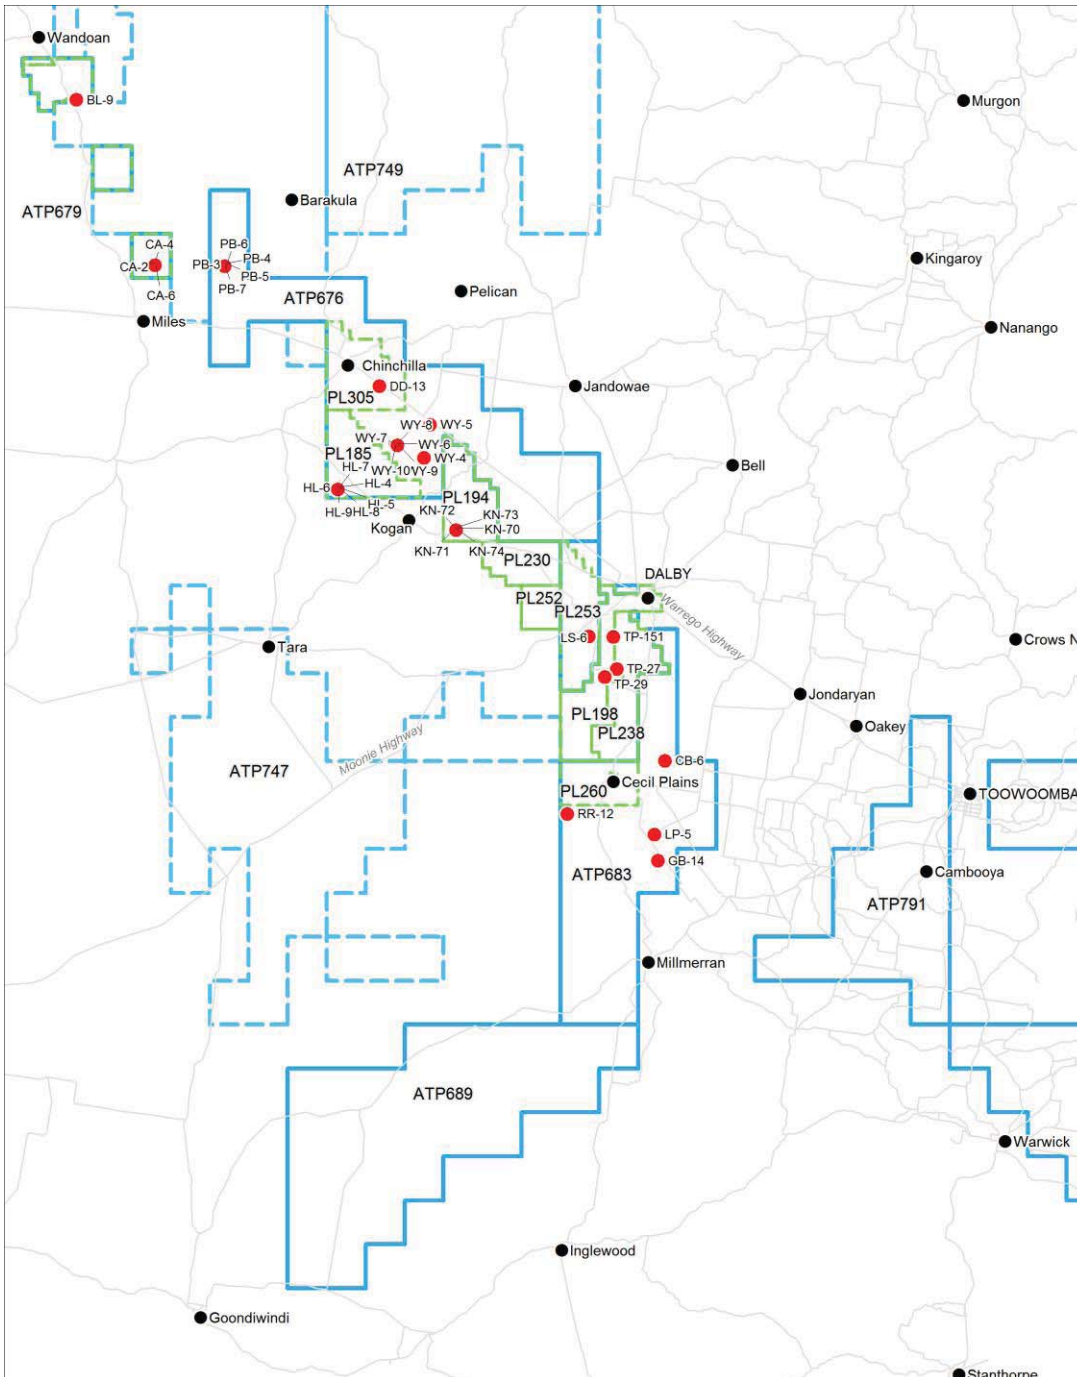 Wandoan
BL-9
Murgon
ATP749
Barakula
ATP679
CA-4
CA-2
CA-6
PB-6
PB-4
PB-3
PB-5
PB-7
Kingaroy
Pelican
ATP676
Miles
Nanango
Chinchilla
DD-13
Jandowae
PL305
WY-8
WY-5
WY-7
WY-6
PL185
WY-4
Bell
HL-7
WY-10
WY-9
HL-4
HL-6
HL-5
PL194
HL-9
HL-8
KN-72
KN-73
Kogan
KN-70
KN-71
KN-74
PL230
DALBY
PL252
PL253
Warrego Highway
LS-6
TP-151
Crows N
Tara
TP-27
TP-29
Jondaryan
PL198
Oakey
PL238
Moonie Highway
CB-6
ATP747
Cecil Plains
PL260
TOOWOOMBA
RR-12
LP-5
GB-14
ATP683
Cambooya
ATP791
Millmerran
ATP689
Warwick
Inglewood
Goondiwindi
Stanthorpe